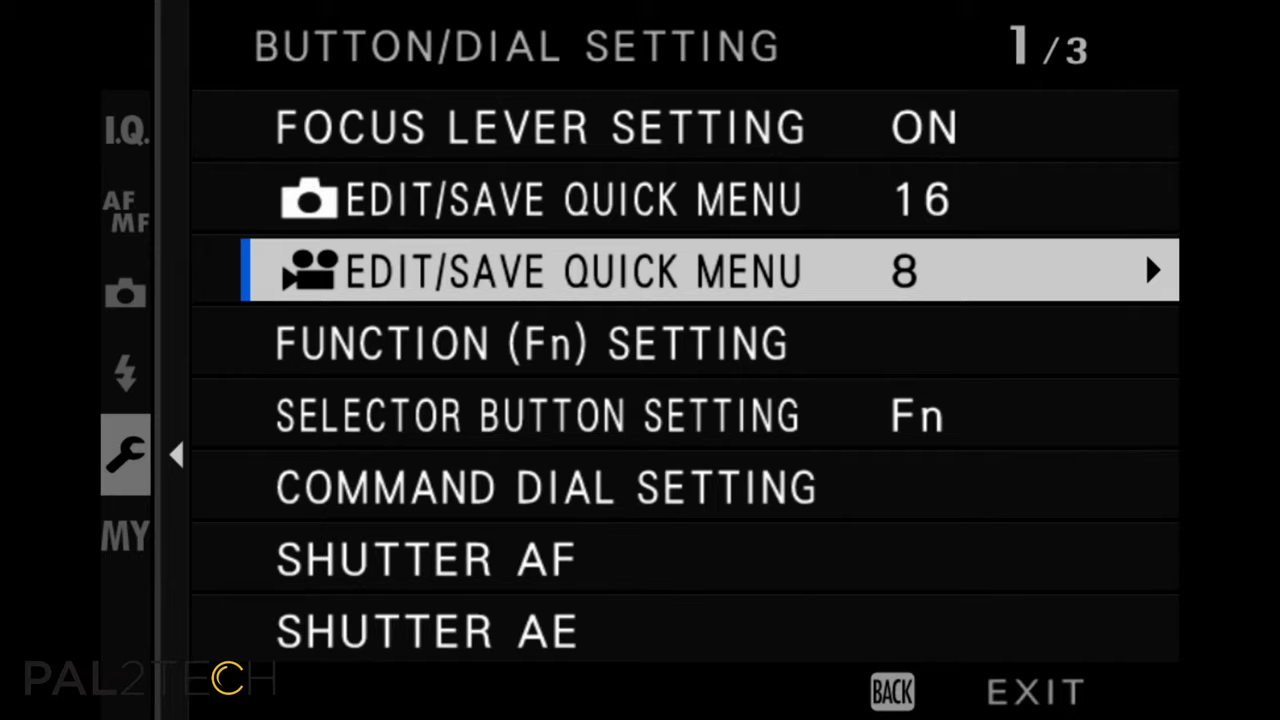 BUTTON/DIAL SETTING 1/3
I.Q.
FOCUS LEVER SETTING ON
AF
MF
EDIT/SAVE QUICK MENU 16
EDIT/SAVE QUICK MENU 8
FUNCTION (Fn) SETTING
SELECTOR BUTTON SETTING Fn
COMMAND DIAL SETTING
MY
SHUTTER AF
SHUTTER AE
PAL2TECH
BACK EXIT